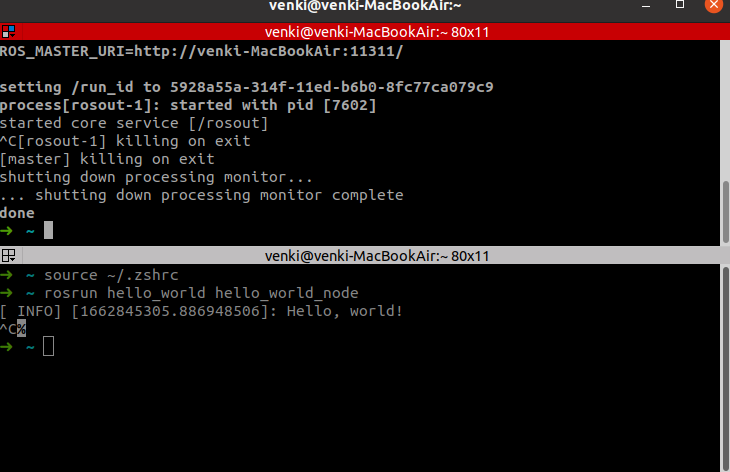 venki@venki-MacBookAir:~
venki@venki-MacBookAir:~ 80x11
ROS_MASTER_URI=http://venki-MacBookAir:11311/
setting /run_id to 5928a55a-314f-11ed-b6b0-8fc77ca079c9
process[rosout-1]: started with pid [7602]
started core service [/rosout]
^C[rosout-1] killing on exit
[master] killing on exit
shutting down processing monitor...
... shutting down processing monitor complete
done
➜ ~
venki@venki-MacBookAir:~ 80x11
➜ ~ source ~/.zshrc
➜ ~ rosrun hello_world hello_world_node
[ INFO] [1662845305.886948506]: Hello, world!
^C%
➜ ~